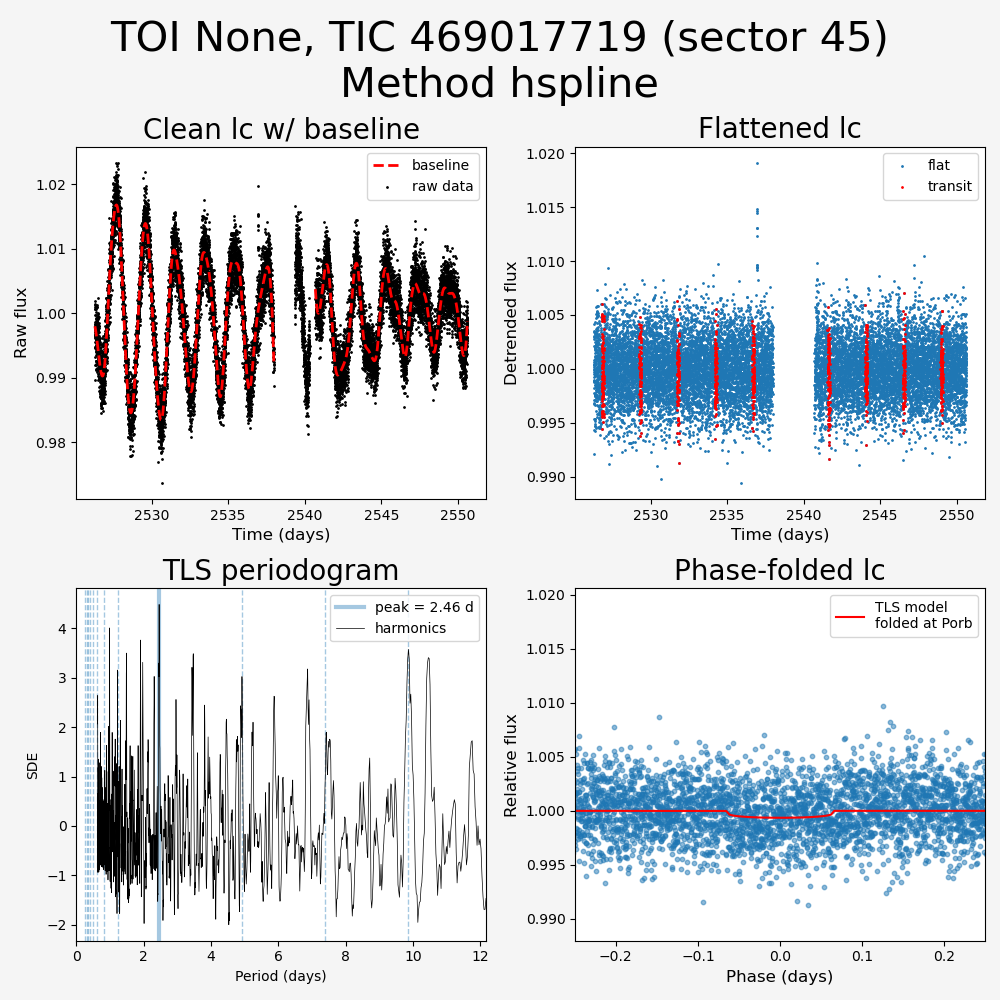 TOI None, TIC 469017719 (sector 45)
Method hspline
Clean lc w/ baseline
Flattened lc
baseline
raw data
flat
transit
1.02
1.01
1.00
0.99
0.98
Raw flux
1.020
1.015
1.010
1.005
1.000
0.995
0.990
Detrended flux
2530
2535
2540
2545
2550
2530
2535
2540
2545
2550
Time (days)
Time (days)
TLS periodogram
Phase-folded lc
peak = 2.46 d
harmonics
TLS model
folded at Porb
4
3
2
1
0
−1
−2
SDE
1.020
1.015
1.010
1.005
1.000
0.995
0.990
Relative flux
0
2
4
6
8
10
12
−0.2
−0.1
0.0
0.1
0.2
Period (days)
Phase (days)